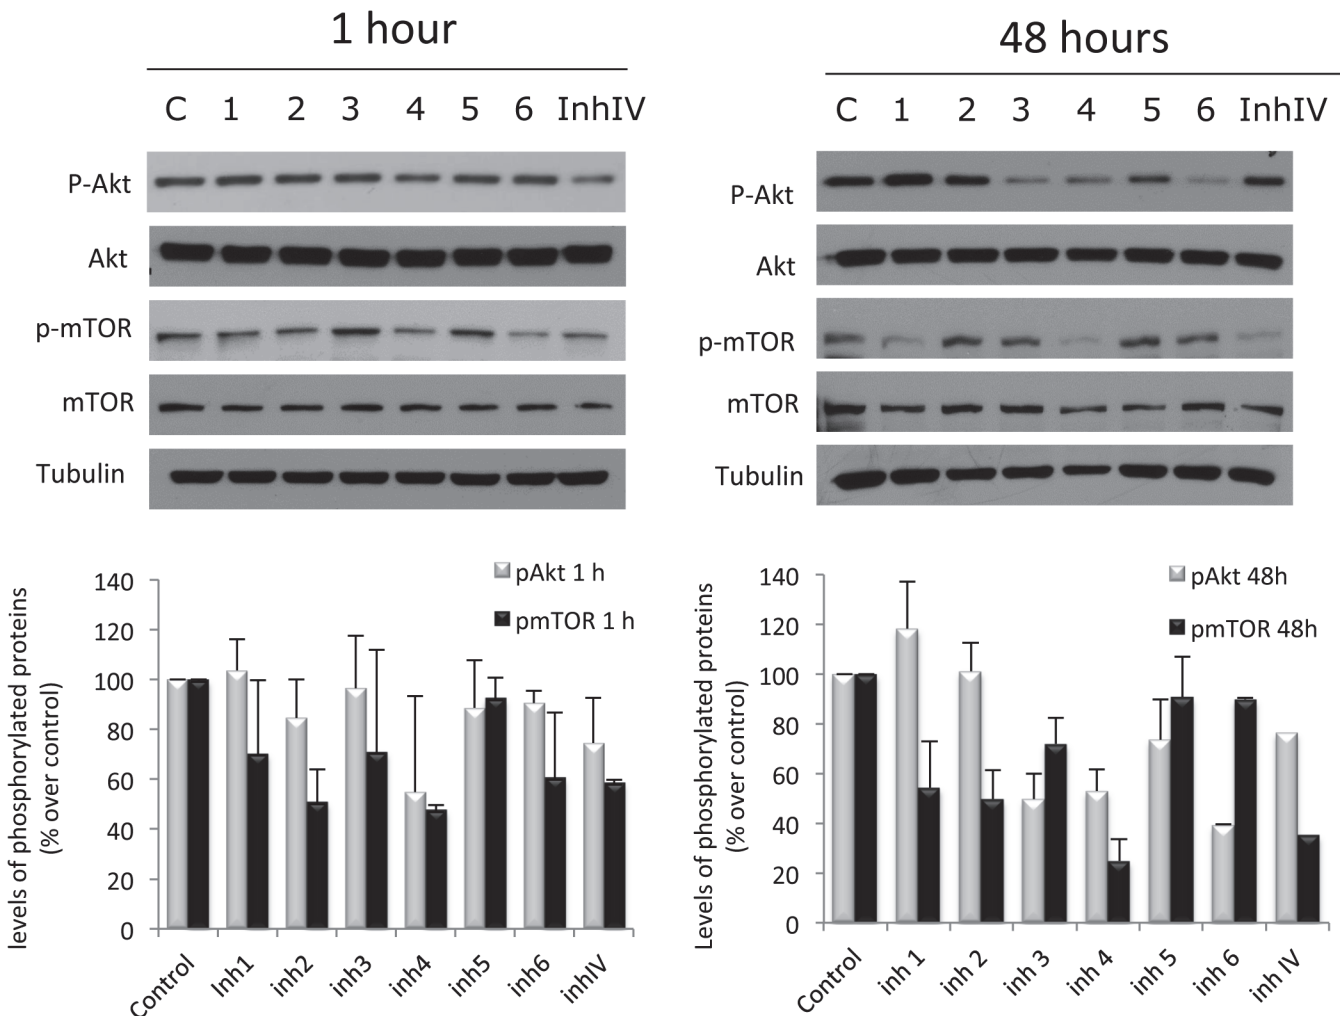 1 hour
C 1 2 3 4 5 6 InhIV
P-Akt
Akt
p-mTOR
mTOR
Tubulin
48 hours
C 1 2 3 4 5 6 InhIV
P-Akt
Akt
p-mTOR
mTOR
Tubulin
levels of phosphorylated proteins
(% over control)
140
120
100
80
60
40
20
0
pAkt 1 h
pmTOR 1 h
Control
Inh1
inh2
inh3
inh4
inh5
inh6
inhIV
Levels of phosphorylated proteins
(% over control)
140
120
100
80
60
40
20
0
pAkt 48h
pmTOR 48h
Control
inh 1
inh 2
inh 3
inh 4
inh 5
inh 6
inh IV